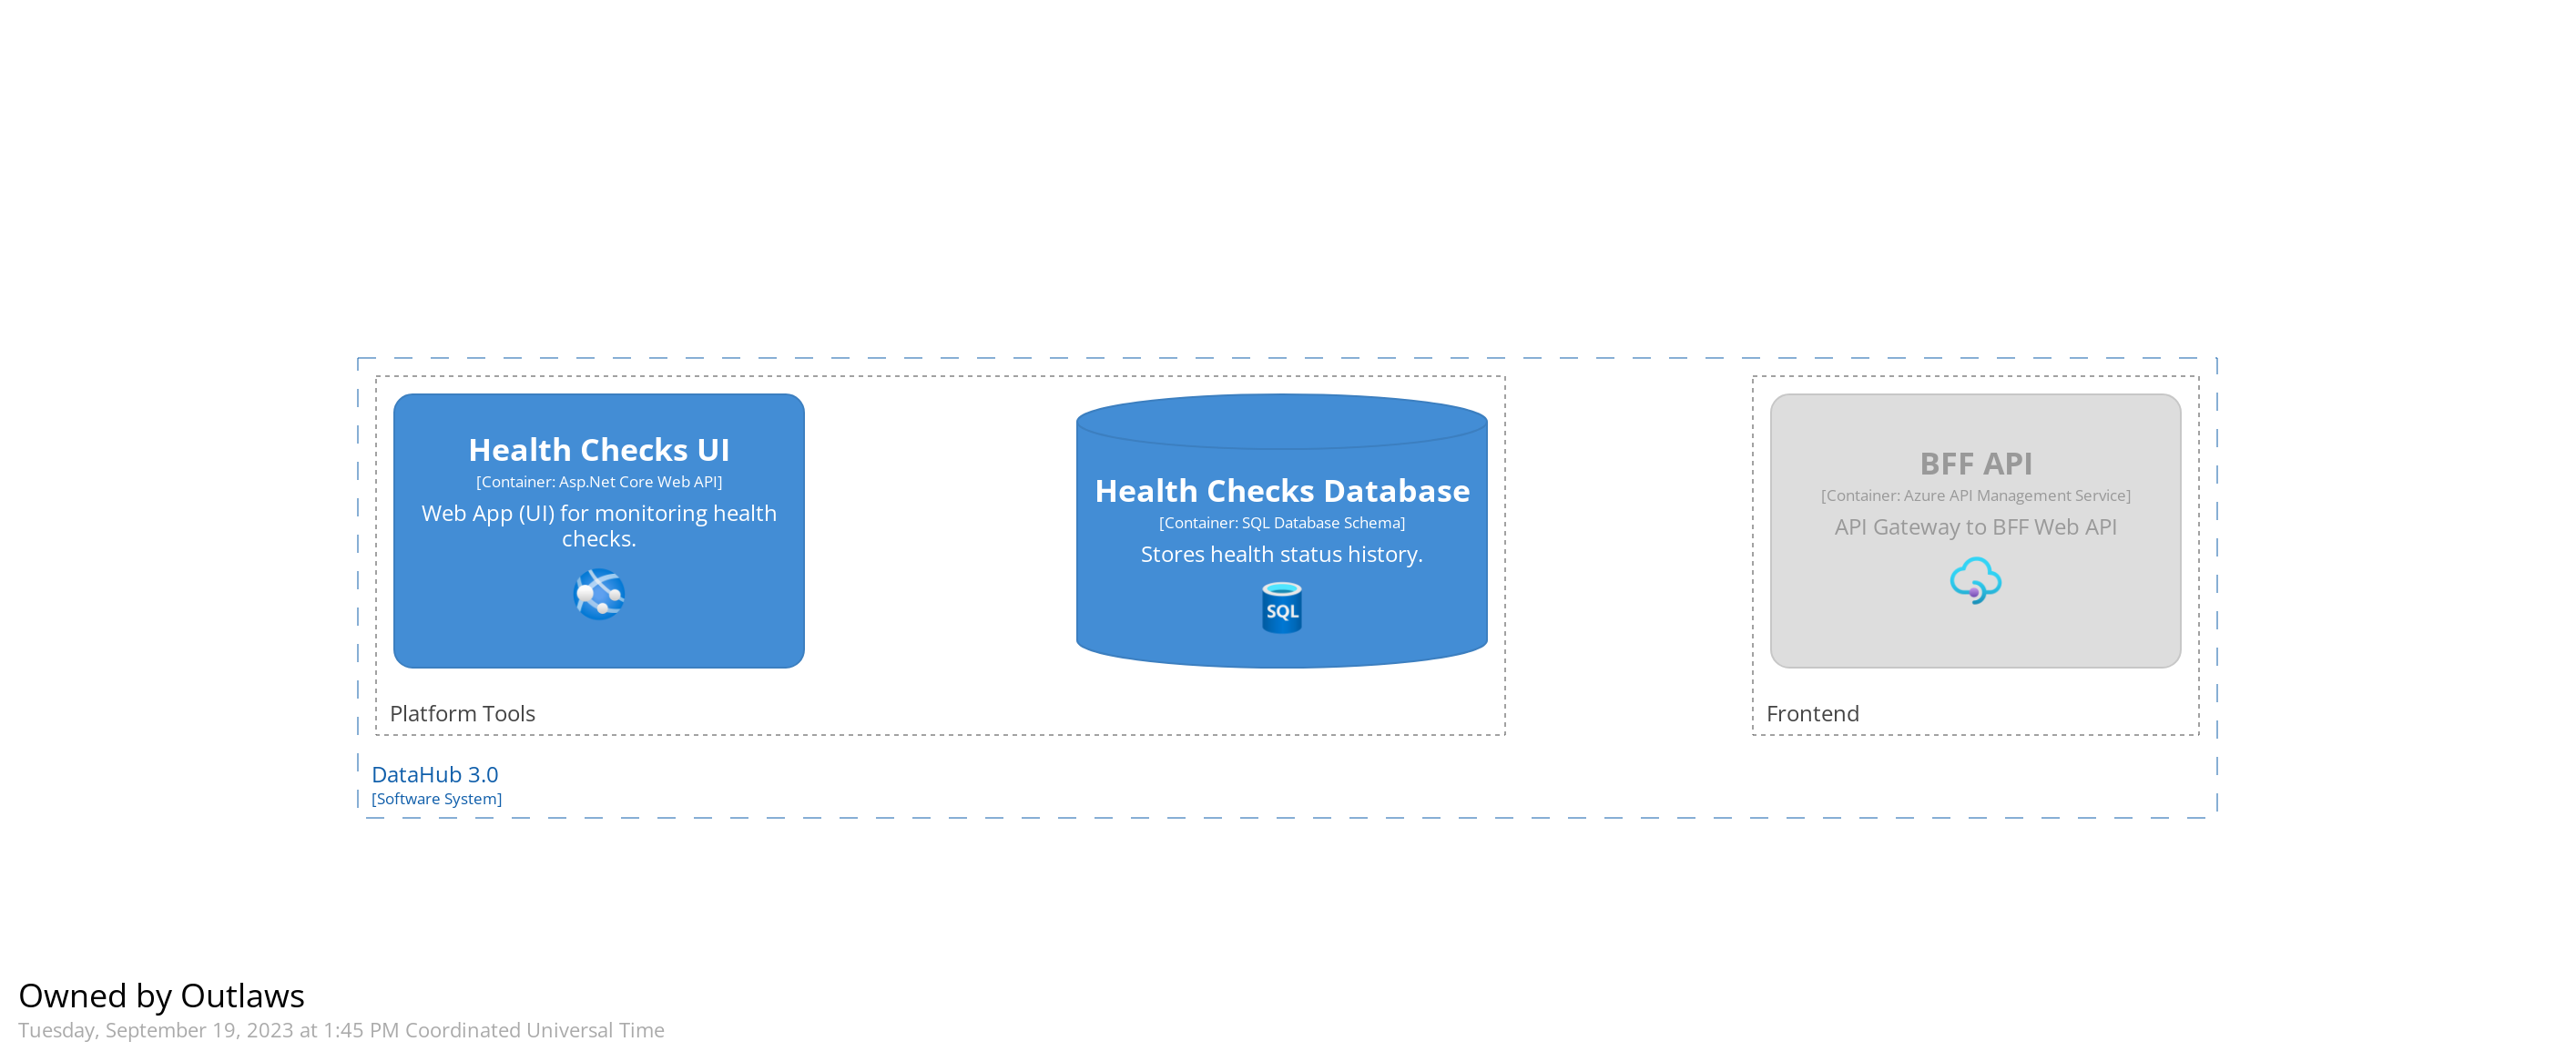 Health Checks UI
[Container: Asp.Net Core Web API]
Web App (UI) for monitoring health
checks.
Health Checks Database
[Container: SQL Database Schema]
Stores health status history.
SQL
BFF API
[Container: Azure API Management Service]
API Gateway to BFF Web API
Platform Tools
Frontend
DataHub 3.0
[Software System]
Owned by Outlaws
Tuesday, September 19, 2023 at 1:45 PM Coordinated Universal Time